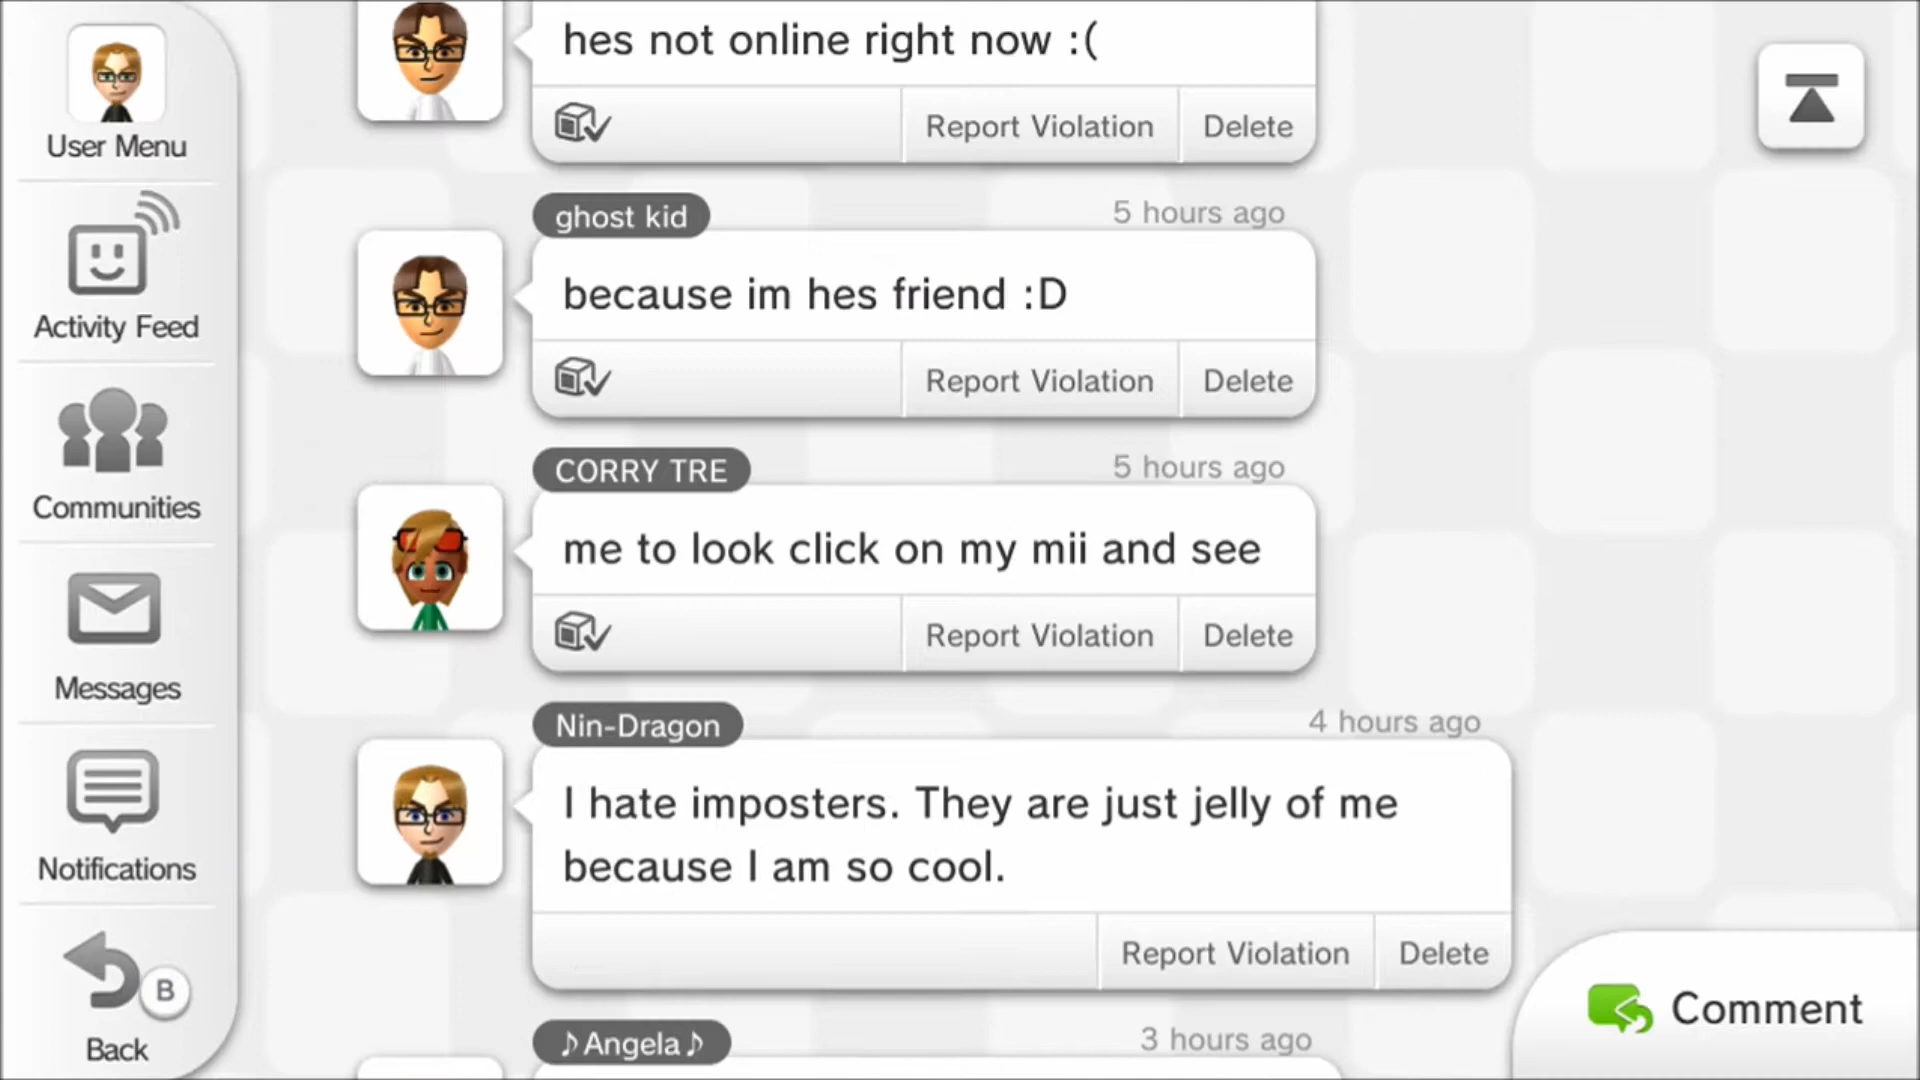 hes not online right now :(
Report Violation
Delete
User Menu
ghost kid
5 hours ago
because im hes friend :D
Report Violation
Delete
Activity Feed
CORRY TRE
5 hours ago
me to look click on my mii and see
Report Violation
Delete
Communities
Messages
Nin-Dragon
4 hours ago
I hate imposters. They are just jelly of me
because I am so cool.
Report Violation
Delete
Notifications
B
Back
♪Angela♪
3 hours ago
Comment